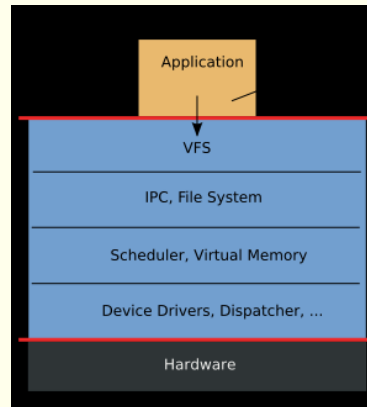 Application
VFS
IPC, File System
Scheduler, Virtual Memory
Device Drivers, Dispatcher, ...
Hardware